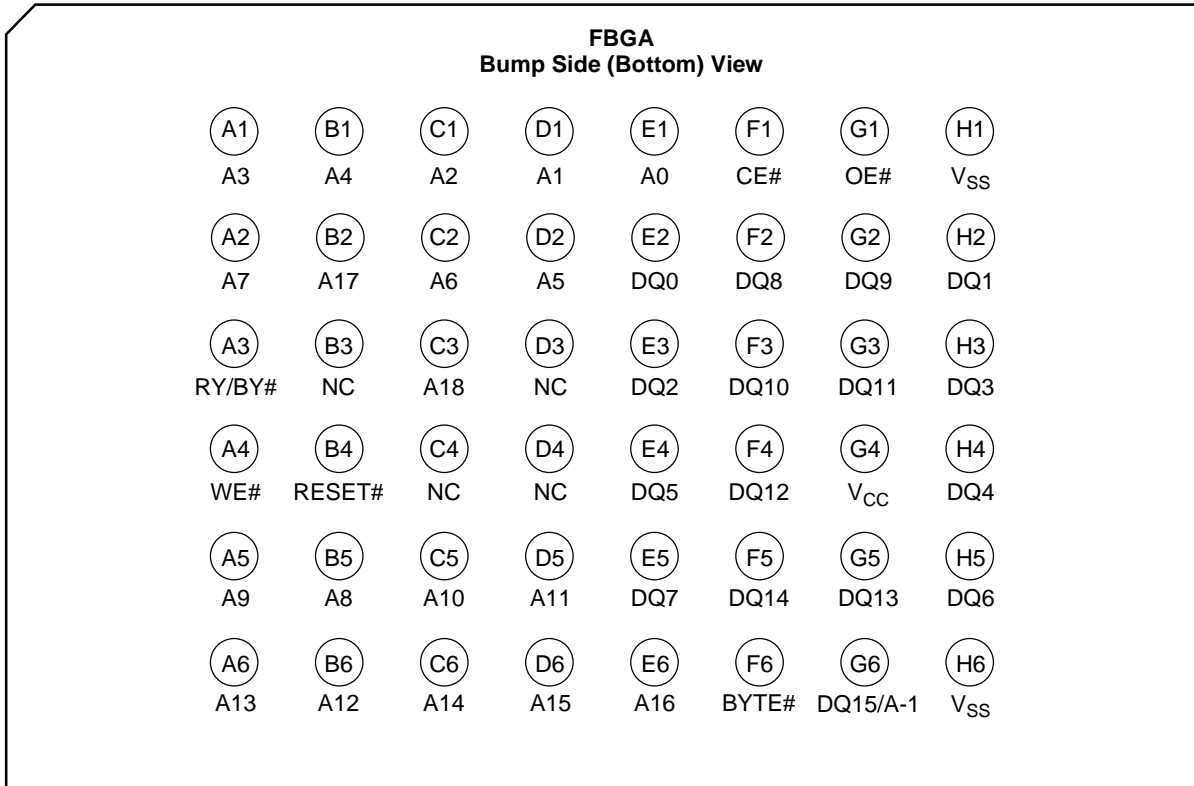 FBGA
Bump Side (Bottom) View
A1 B1 C1 D1 E1 F1 G1 H1
A3 A4 A2 A1 A0 CE# OE# VSS
A2 B2 C2 D2 E2 F2 G2 H2
A7 A17 A6 A5 DQ0 DQ8 DQ9 DQ1
A3 B3 C3 D3 E3 F3 G3 H3
RY/BY# NC A18 NC DQ2 DQ10 DQ11 DQ3
A4 B4 C4 D4 E4 F4 G4 H4
WE# RESET# NC NC DQ5 DQ12 VCC DQ4
A5 B5 C5 D5 E5 F5 G5 H5
A9 A8 A10 A11 DQ7 DQ14 DQ13 DQ6
A6 B6 C6 D6 E6 F6 G6 H6
A13 A12 A14 A15 A16 BYTE# DQ15/A-1 VSS